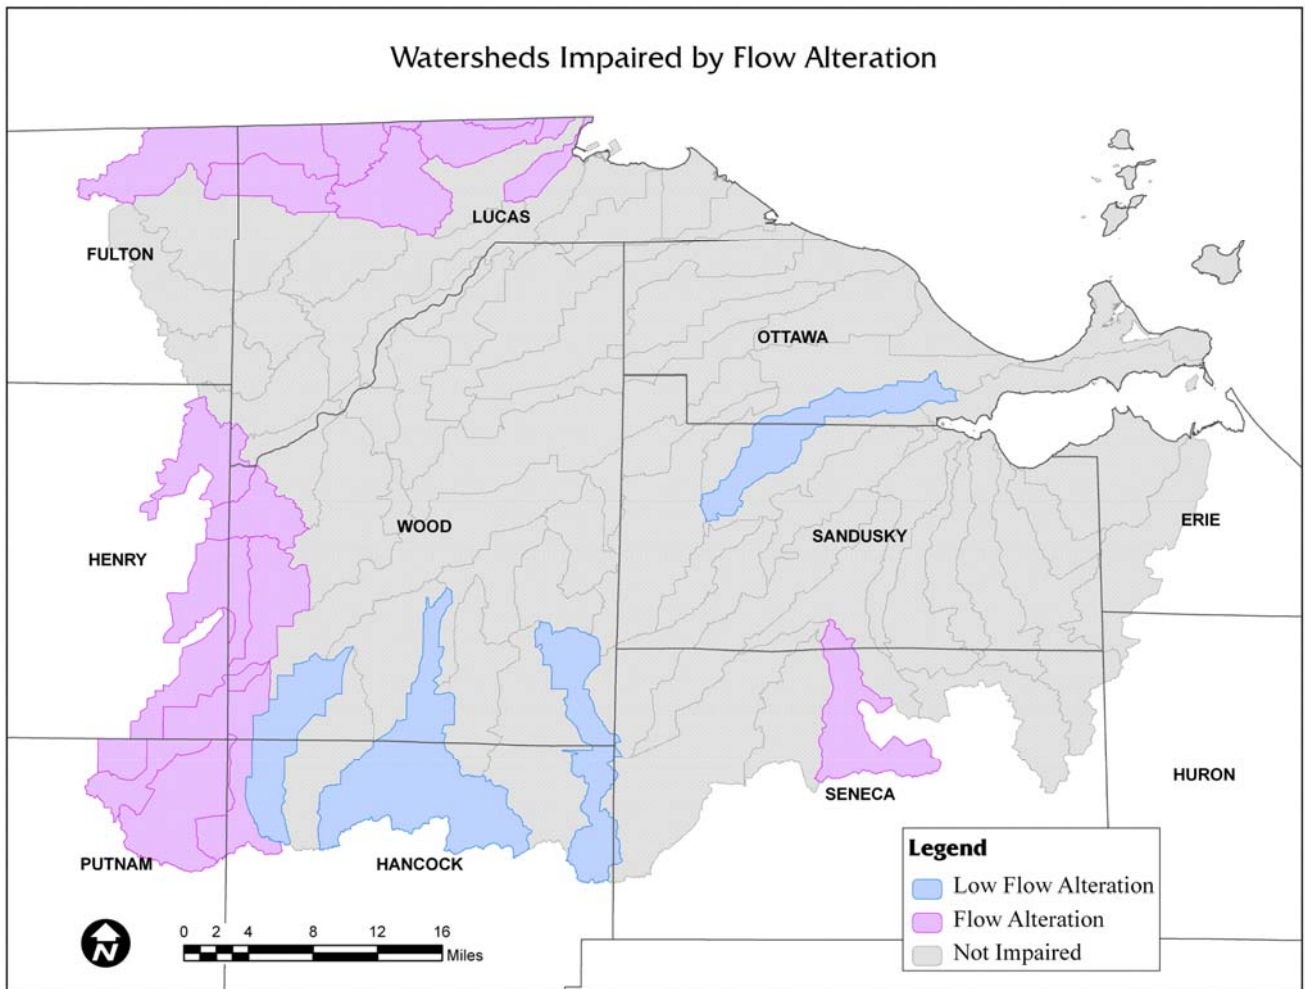 Watersheds Impaired by Flow Alteration
LUCAS
FULTON
OTTAWA
WOOD
ERIE
SANDUSKY
HENRY
HURON
SENECA
PUTNAM
HANCOCK
Legend
Low Flow Alteration
Flow Alteration
Not Impaired
N
0 2 4 8 12 16
Miles